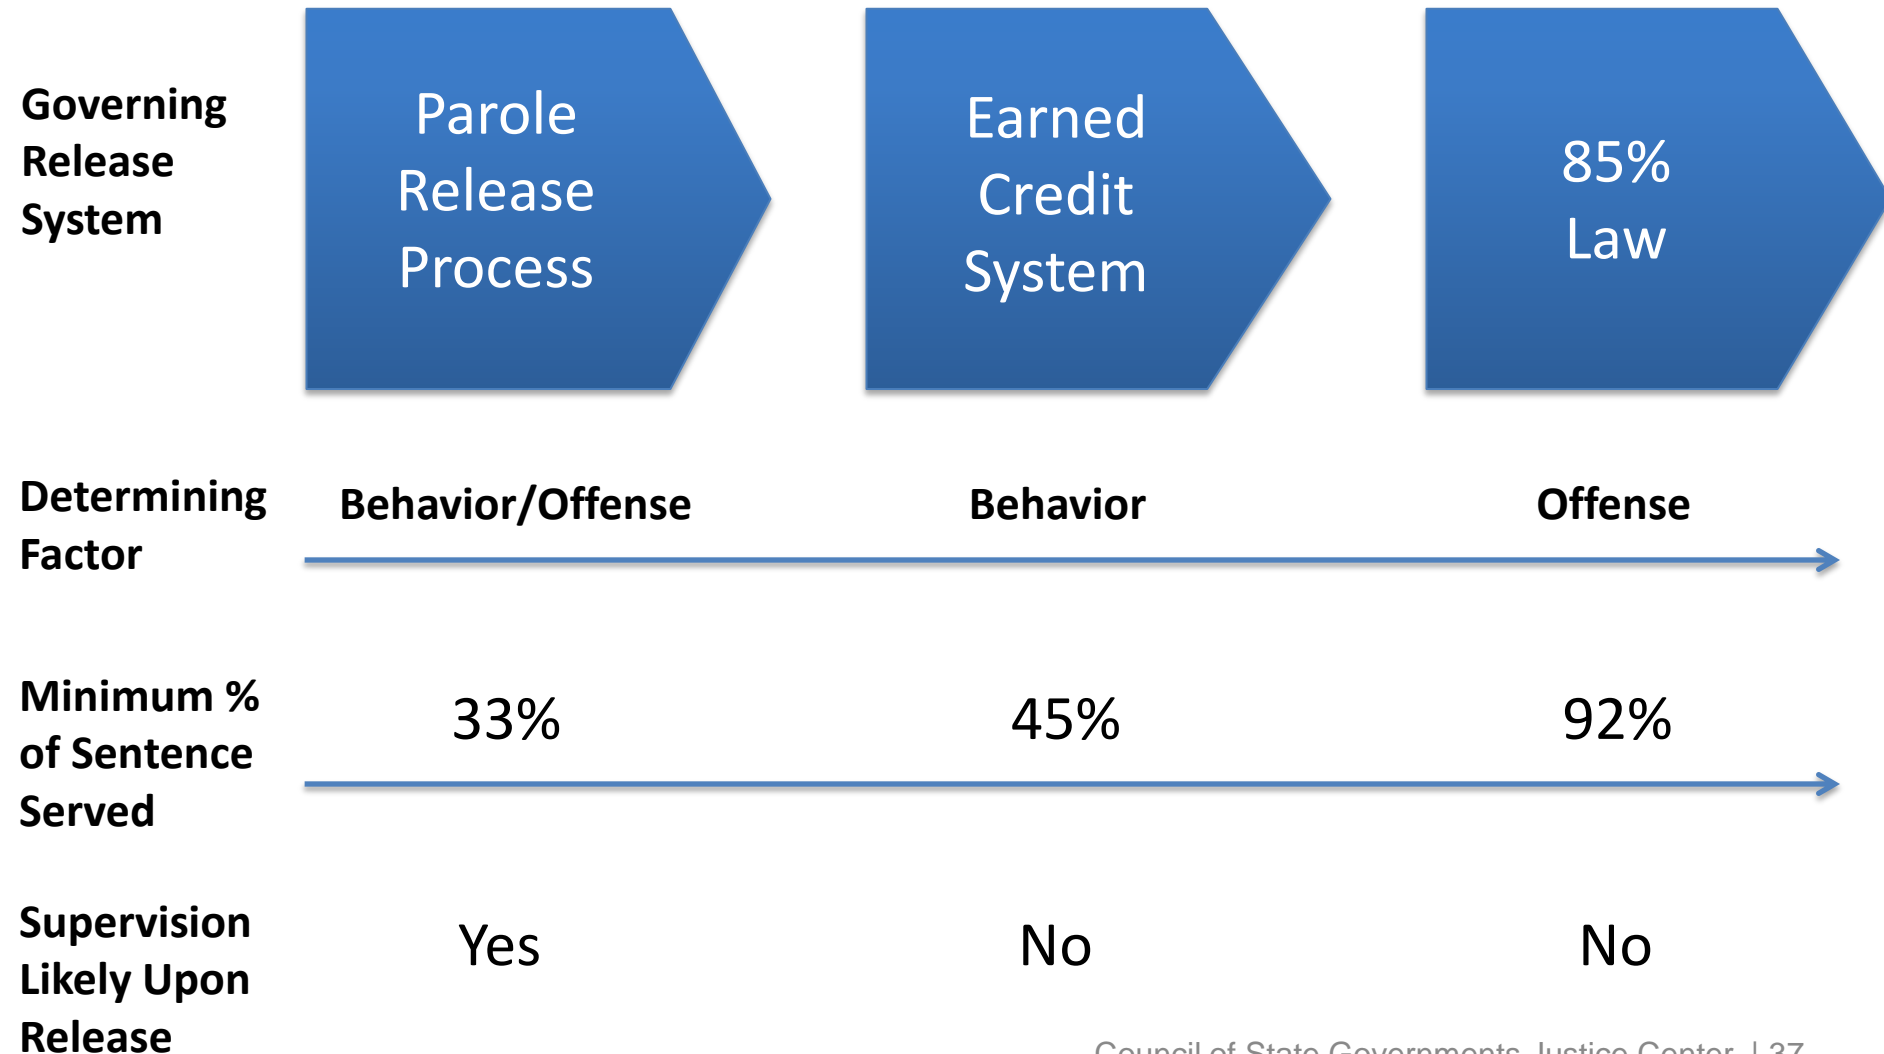 Governing
Release
System
Parole
Release
Process
Earned
Credit
System
85%
Law
Determining
Factor
Behavior/Offense
Behavior
Offense
Minimum %
of Sentence
Served
33%
45%
92%
Supervision
Likely Upon
Release
Yes
No
No
Council of State Governments Justice Center | 37